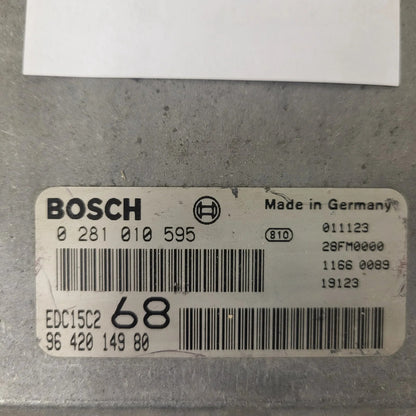 BOSCH
Made in Germany
0 281 010 595
810
011123
28FM0000
1166 0089
19123
EDC15C2 68
96 420 149 80